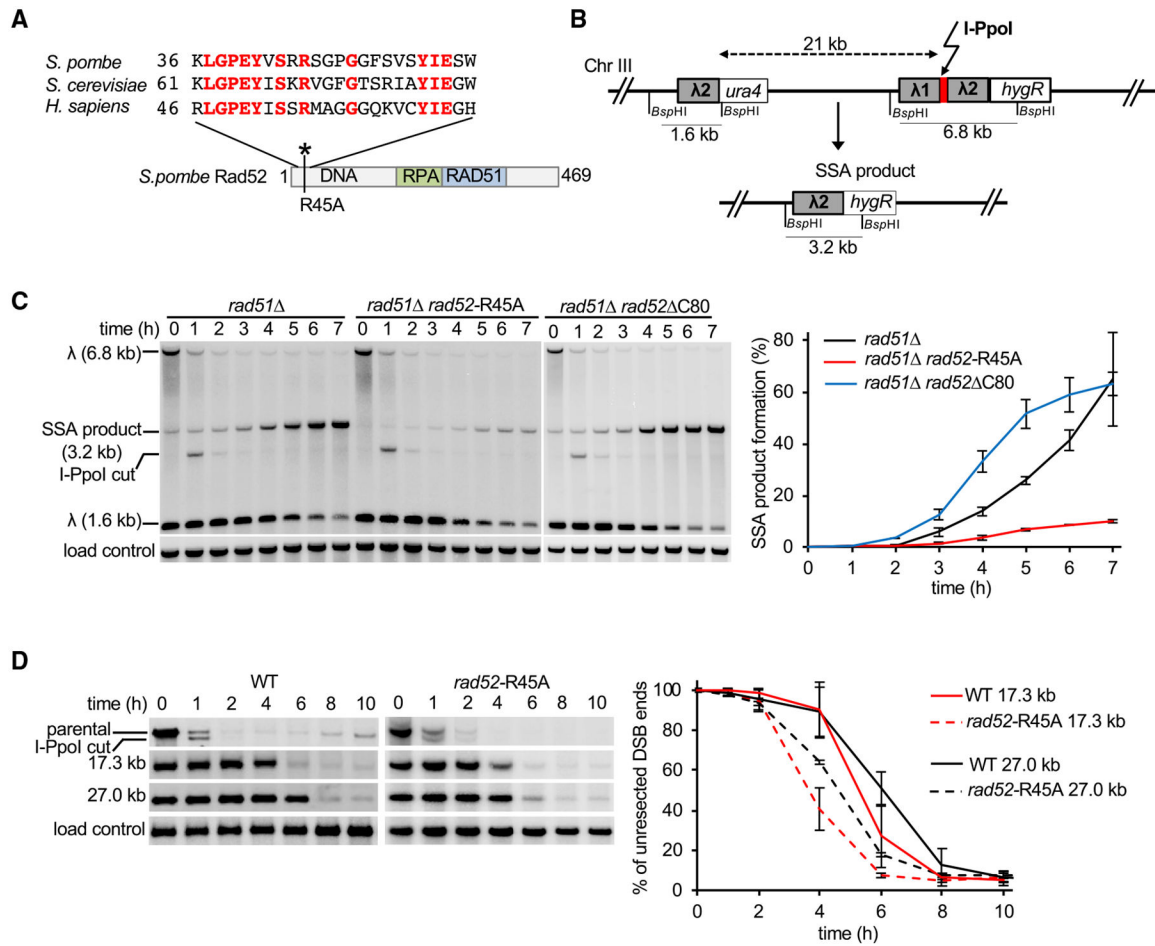 A
S. pombe 36 KLGPEYVSRRSGPGGFSVSYIESW
S. cerevisiae 61 KLGPEYISKRVGFGTSRIAYIESW
H. sapiens 46 RLGPEYISSRMAGGGQKVCYIEGH
*
S.pombe Rad52 1 DNA RPA RAD51 469
R45A
B
I-PpoI
21 kb
Chr III
λ2 ura4 λ1 λ2 hygR
BspHI BspHI BspHI BspHI
1.6 kb 6.8 kb
SSA product
λ2 hygR
BspHI BspHI
3.2 kb
C
rad51Δ rad51Δ rad52-R45A rad51Δ rad52ΔC80
time (h) 0 1 2 3 4 5 6 7 0 1 2 3 4 5 6 7 0 1 2 3 4 5 6 7
λ (6.8 kb)
SSA product
(3.2 kb)
I-PpoI cut
λ (1.6 kb)
load control
SSA product formation (%)
80
60
40
20
0
rad51Δ
rad51Δ rad52-R45A
rad51Δ rad52ΔC80
0 1 2 3 4 5 6 7
time (h)
D
WT rad52-R45A
time (h) 0 1 2 4 6 8 10 0 1 2 4 6 8 10
parental
I-PpoI cut
17.3 kb
27.0 kb
load control
% of unresected DSB ends
100
80
60
40
20
0
WT 17.3 kb
rad52-R45A 17.3 kb
WT 27.0 kb
rad52-R45A 27.0 kb
0 2 4 6 8 10
time (h)